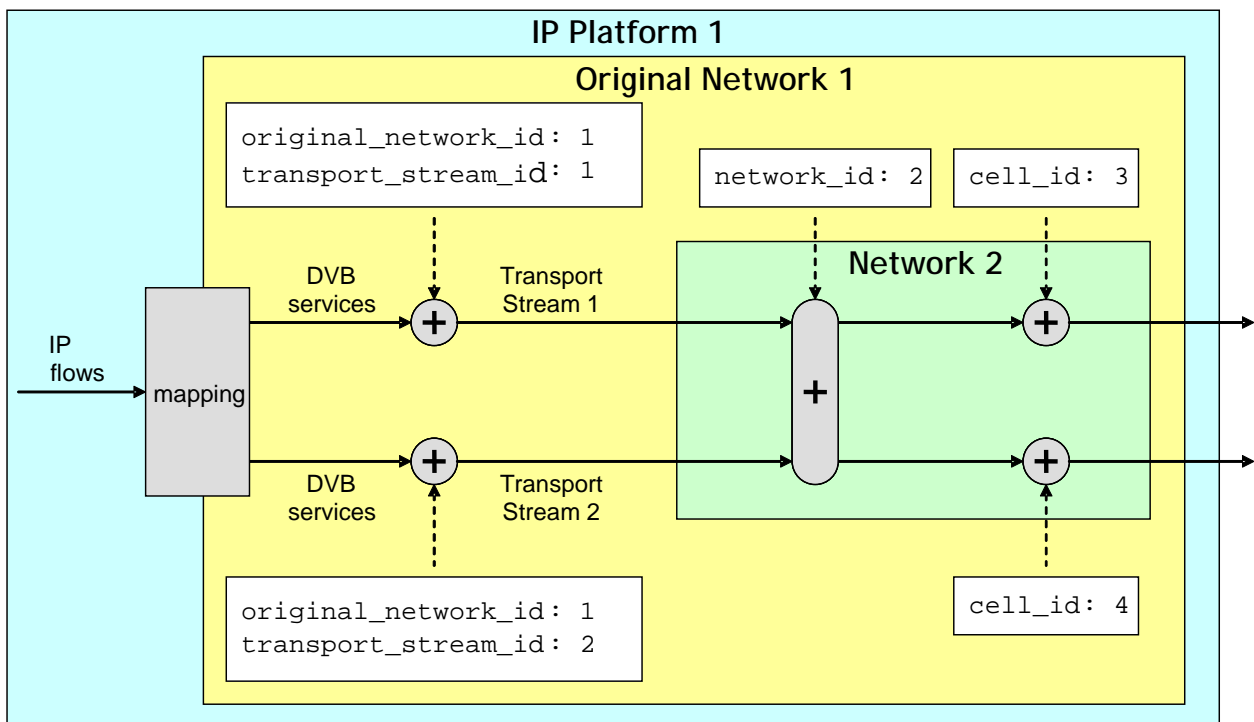 IP Platform 1
Original Network 1
original_network_id: 1
transport_stream_id: 1
network_id: 2
cell_id: 3
Network 2
DVB
services
Transport
Stream 1
IP
flows
mapping
+
+
+
+
+
DVB
services
Transport
Stream 2
original_network_id: 1
transport_stream_id: 2
cell_id: 4